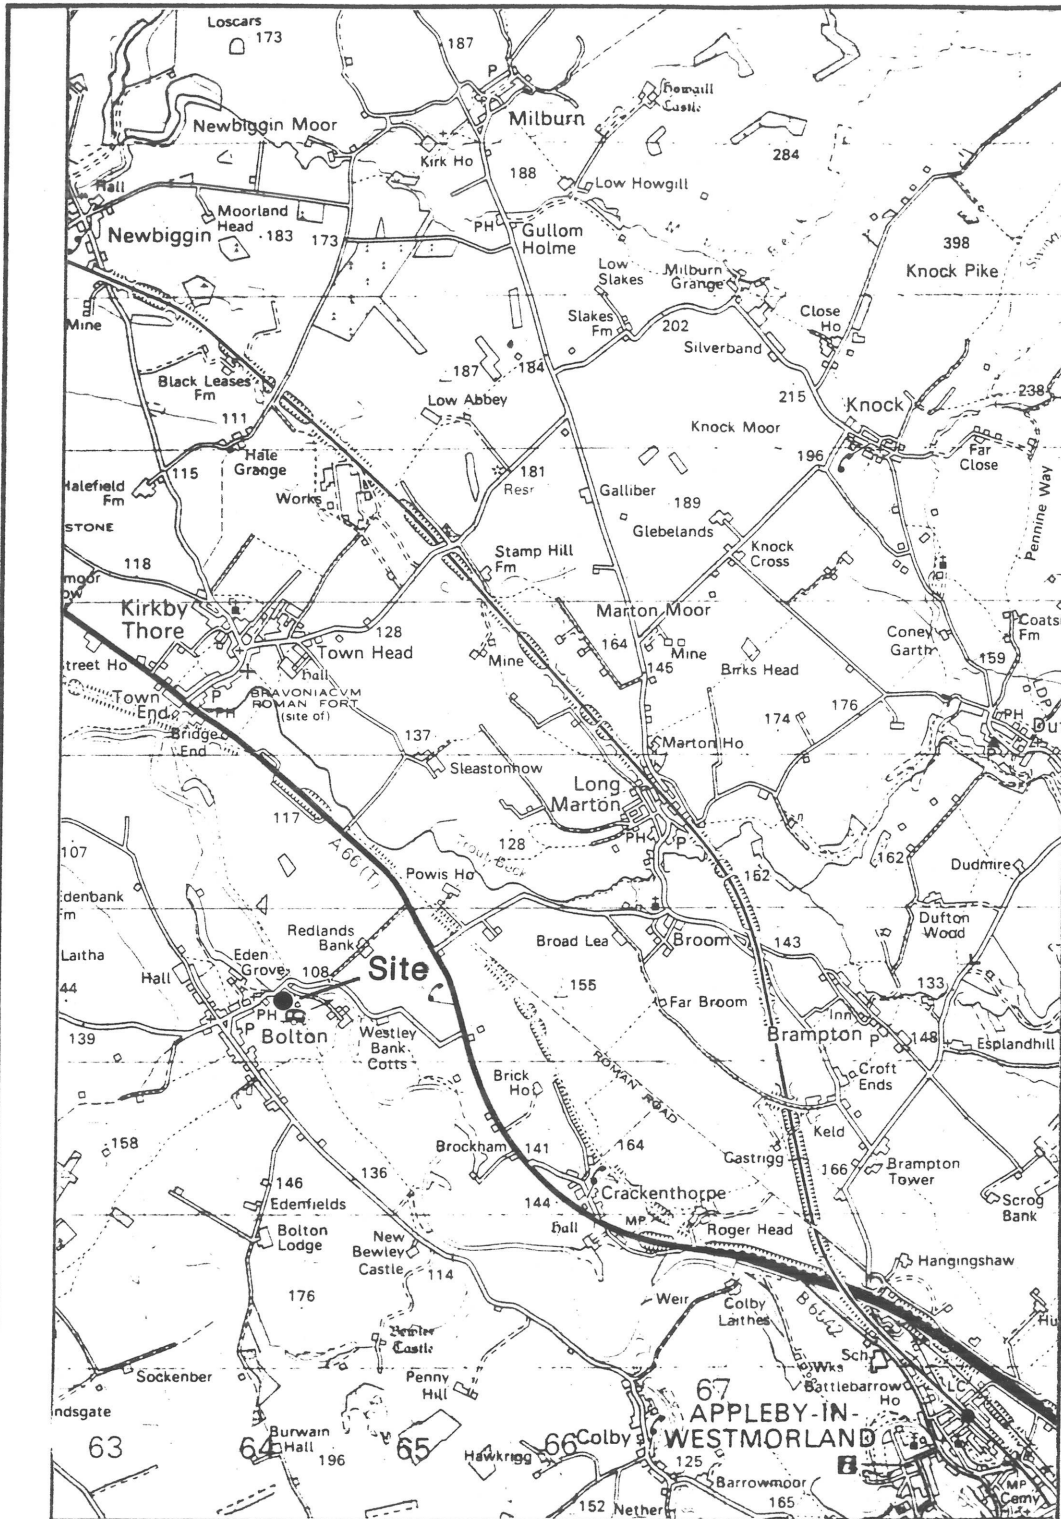 Loscars
173
187
P
Milburn
Howgill
Castle
Newbiggin Moor
Kirk Ho
284
188
Low Howgill
Hall
Moorland
Head
183
173
Newbiggin
PH
Gullom
Holme
398
Knock Pike
Low
Slakes
Milburn
Grange
Mine
Slakes
Fm
202
Close
Ho
Silverband
Black Leases
Fm
187
184
Low Abbey
215
Knock
238
111
Knock Moor
Hale
Grange
115
Halefield
Fm
181
Resr
196
Far
Close
Works
Galliber
189
Glebelands
STONE
118
Stamp Hill
Fm
Knock
Cross
Pennine Way
moor
Kirkby
Thore
Marton Moor
128
164
Coney
Garth
Coats
Fm
Street Ho
Town Head
Mine
145
Mine
Birks Head
159
Hall
BRAVONIACVM
ROMAN FORT
(site of)
Town
End
P
PH
174
176
PH
Bridge
End
137
Sleastonhow
Marton Ho
Long
Marton
117
A 66 (T)
Trout Beck
128
PH
P
107
162
152
Dudmire
Powis Ho
Edenbank
Fm
Dufton
Wood
Redlands
Bank
Broad Lea
Broom
143
Laitha
Eden
Grove
108
Site
Hall
155
Far Broom
133
44
PH
Bolton
Inn
Brampton
P
148
139
P
Westley
Bank
Cotts
Esplandhill
Brick
Ho
ROMAN ROAD
Croft
Ends
158
Keld
Brockham
141
164
Castrigg
166
Brampton
Tower
136
146
144
Crackenthorpe
Scrog
Bank
Edenfields
Hall
MP
Roger Head
Bolton
Lodge
New
Bewley
Castle
114
Hangingshaw
176
Weir
Colby
Laithes
B 6542
Bewley
Castle
Sch
Sockenber
Penny
Hill
Wks
Battlebarrow
Ho
LC
67
APPLEBY-IN-
WESTMORLAND
ndsgate
63
64
Burwain
Hall
65
66
Colby
196
Hawkrigg
125
Barrowmoor
MP
Cemy
152
Nether
165